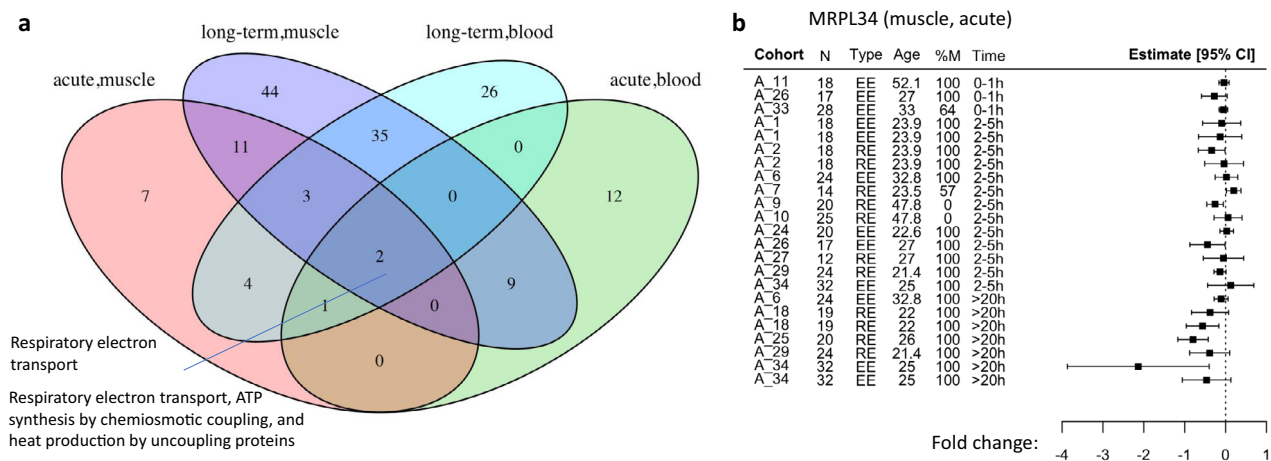 a
long-term,muscle
long-term,blood
acute,muscle
acute,blood
44
26
35
11
0
7
3
0
12
2
4
9
1
0
0
Respiratory electron
transport
Respiratory electron transport, ATP
synthesis by chemiosmotic coupling, and
heat production by uncoupling proteins
b
MRPL34 (muscle, acute)
Cohort N Type Age %M Time Estimate [95% CI]
A_11 18 EE 52.1 100 0-1h
A_26 17 EE 27 100 0-1h
A_33 28 EE 33 64 0-1h
A_1 18 EE 23.9 100 2-5h
A_1 18 EE 23.9 100 2-5h
A_2 18 RE 23.9 100 2-5h
A_2 18 RE 23.9 100 2-5h
A_6 24 EE 32.8 100 2-5h
A_7 14 RE 23.5 57 2-5h
A_9 20 RE 47.8 0 2-5h
A_10 25 RE 47.8 0 2-5h
A_24 20 EE 22.6 100 2-5h
A_26 17 EE 27 100 2-5h
A_27 12 RE 27 100 2-5h
A_29 24 RE 21.4 100 2-5h
A_34 32 EE 25 100 2-5h
A_6 24 EE 32.8 100 >20h
A_18 19 RE 22 100 >20h
A_18 19 RE 22 100 >20h
A_25 20 RE 26 100 >20h
A_29 24 RE 21.4 100 >20h
A_34 32 EE 25 100 >20h
A_34 32 EE 25 100 >20h
Fold change:
-4 -3 -2 -1 0 1